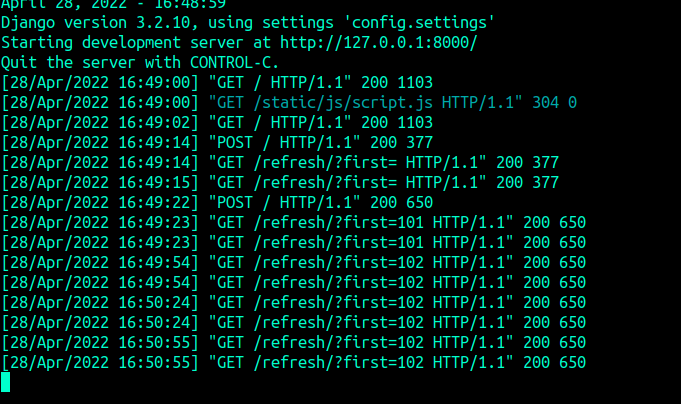 April 28, 2022 - 16:48:59
Django version 3.2.10, using settings 'config.settings'
Starting development server at http://127.0.0.1:8000/
Quit the server with CONTROL-C.
[28/Apr/2022 16:49:00] "GET / HTTP/1.1" 200 1103
[28/Apr/2022 16:49:00] "GET /static/js/script.js HTTP/1.1" 304 0
[28/Apr/2022 16:49:02] "GET / HTTP/1.1" 200 1103
[28/Apr/2022 16:49:14] "POST / HTTP/1.1" 200 377
[28/Apr/2022 16:49:14] "GET /refresh/?first= HTTP/1.1" 200 377
[28/Apr/2022 16:49:15] "GET /refresh/?first= HTTP/1.1" 200 377
[28/Apr/2022 16:49:22] "POST / HTTP/1.1" 200 650
[28/Apr/2022 16:49:23] "GET /refresh/?first=101 HTTP/1.1" 200 650
[28/Apr/2022 16:49:23] "GET /refresh/?first=101 HTTP/1.1" 200 650
[28/Apr/2022 16:49:54] "GET /refresh/?first=102 HTTP/1.1" 200 650
[28/Apr/2022 16:49:54] "GET /refresh/?first=102 HTTP/1.1" 200 650
[28/Apr/2022 16:50:24] "GET /refresh/?first=102 HTTP/1.1" 200 650
[28/Apr/2022 16:50:24] "GET /refresh/?first=102 HTTP/1.1" 200 650
[28/Apr/2022 16:50:55] "GET /refresh/?first=102 HTTP/1.1" 200 650
[28/Apr/2022 16:50:55] "GET /refresh/?first=102 HTTP/1.1" 200 650